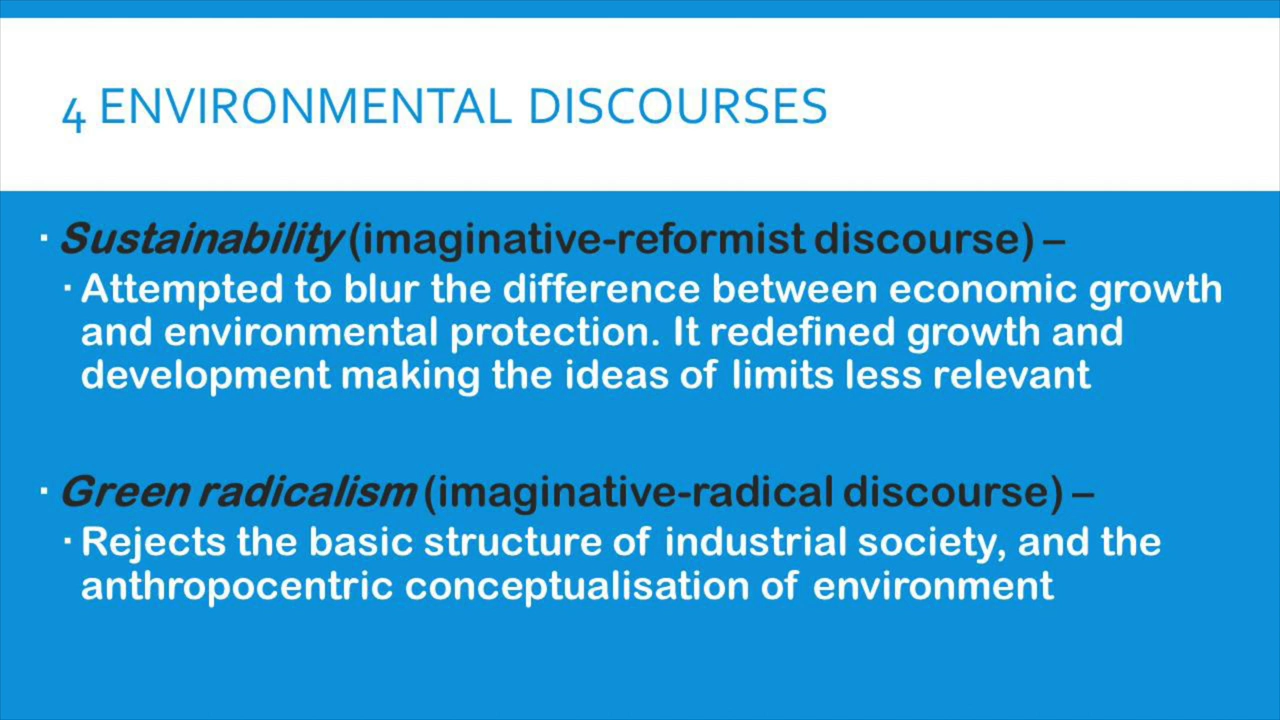 4 ENVIRONMENTAL DISCOURSES
· Sustainability (imaginative-reformist discourse) –
· Attempted to blur the difference between economic growth
and environmental protection. It redefined growth and
development making the ideas of limits less relevant
· Green radicalism (imaginative-radical discourse) –
· Rejects the basic structure of industrial society, and the
anthropocentric conceptualisation of environment